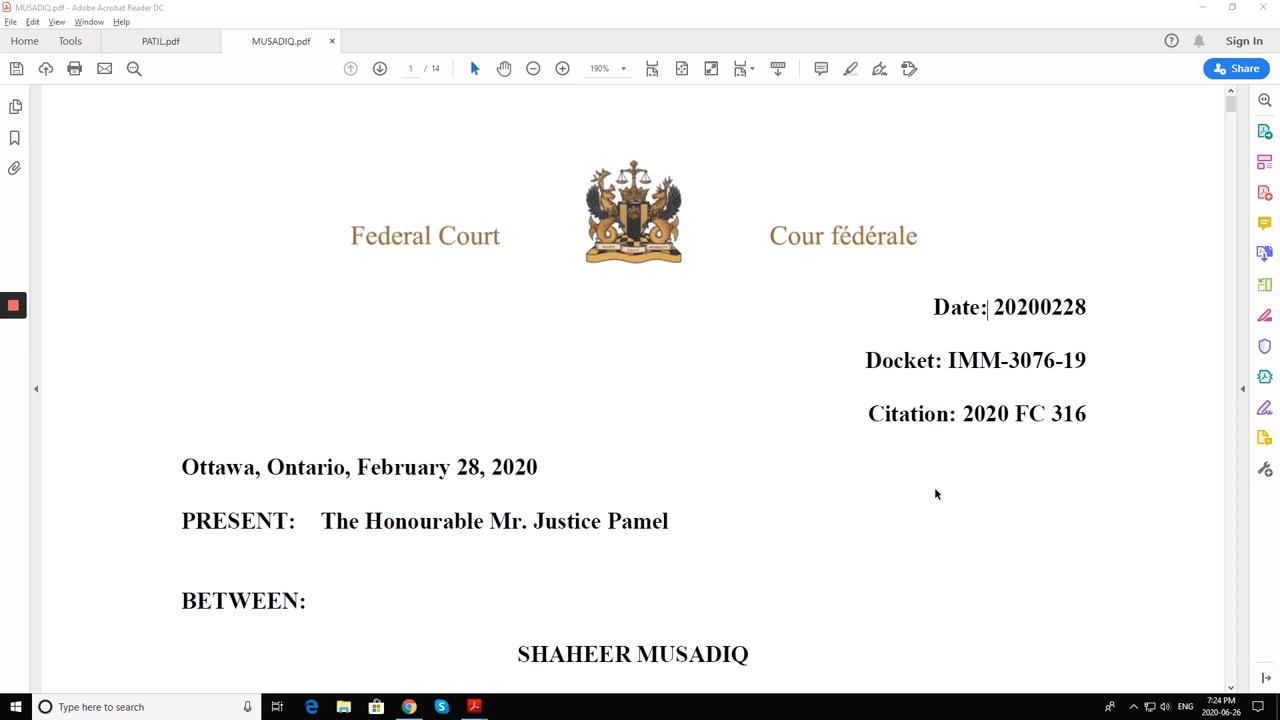 MUSADIQ.pdf - Adobe Acrobat Reader DC
File Edit View Window Help
Home Tools PATIL.pdf MUSADIQ.pdf × Sign In
1 / 14 190% Share
Federal Court Cour fédérale
Date: 20200228
Docket: IMM-3076-19
Citation: 2020 FC 316
Ottawa, Ontario, February 28, 2020
PRESENT: The Honourable Mr. Justice Pamel
BETWEEN:
SHAHEER MUSADIQ
Type here to search ENG 7:24 PM
2020-06-26